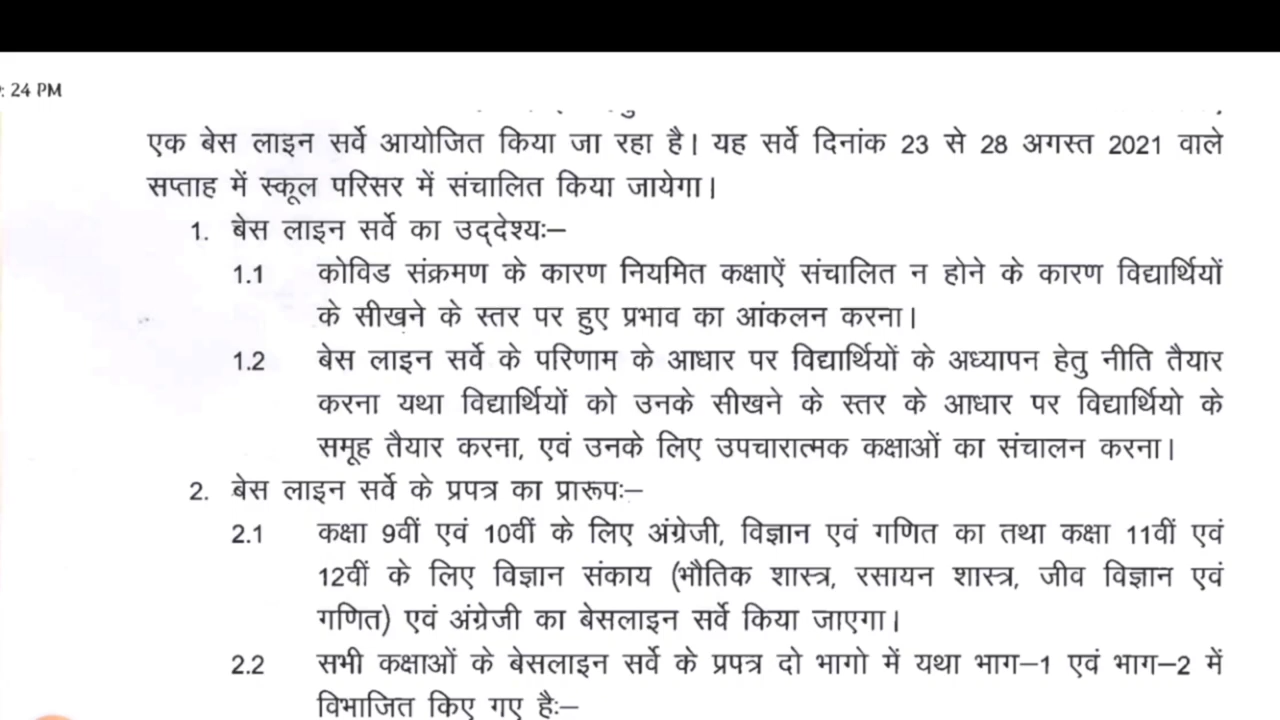 : 24 PM
एक बेस लाइन सर्वे आयोजित किया जा रहा है। यह सर्वे दिनांक 23 से 28 अगस्त 2021 वाले
सप्ताह में स्कूल परिसर में संचालित किया जायेगा।
1. बेस लाइन सर्वे का उद्देश्यः–
1.1 कोविड संक्रमण के कारण नियमित कक्षाऐं संचालित न होने के कारण विद्यार्थियों
के सीखने के स्तर पर हुए प्रभाव का आंकलन करना।
1.2 बेस लाइन सर्वे के परिणाम के आधार पर विद्यार्थियों के अध्यापन हेतु नीति तैयार
करना यथा विद्यार्थियों को उनके सीखने के स्तर के आधार पर विद्यार्थियो के
समूह तैयार करना, एवं उनके लिए उपचारात्मक कक्षाओं का संचालन करना।
2. बेस लाइन सर्वे के प्रपत्र का प्रारूपः–
2.1 कक्षा 9वीं एवं 10वीं के लिए अंग्रेजी, विज्ञान एवं गणित का तथा कक्षा 11वीं एवं
12वीं के लिए विज्ञान संकाय (भौतिक शास्त्र, रसायन शास्त्र, जीव विज्ञान एवं
गणित) एवं अंग्रेजी का बेसलाइन सर्वे किया जाएगा।
2.2 सभी कक्षाओं के बेसलाइन सर्वे के प्रपत्र दो भागो में यथा भाग–1 एवं भाग–2 में
विभाजित किए गए हैः–